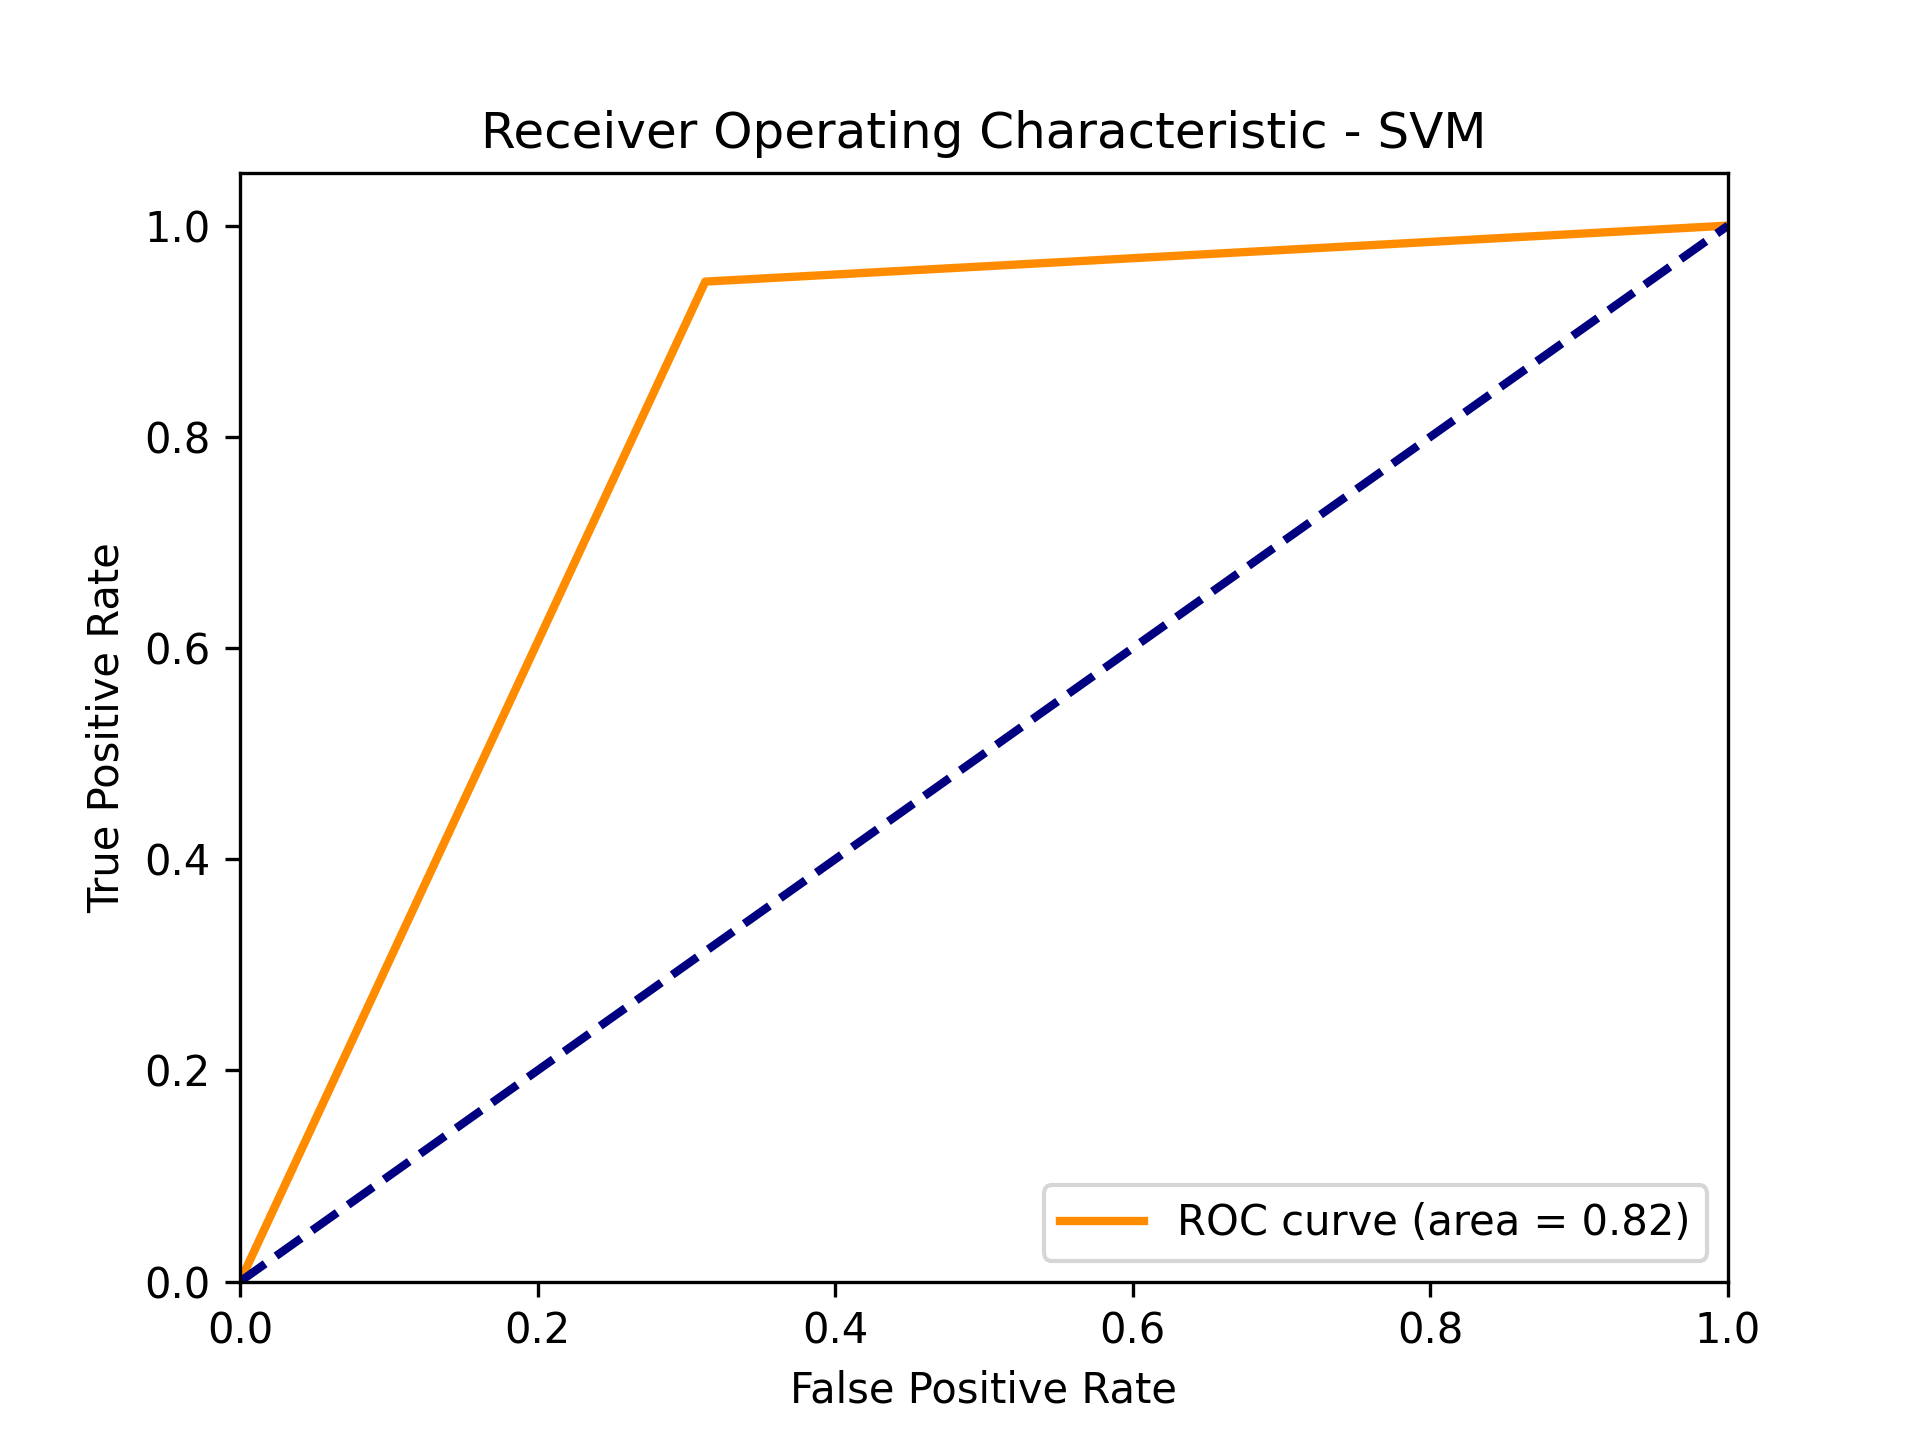 Receiver Operating Characteristic - SVM
1.0
0.8
0.6
0.4
0.2
0.0
True Positive Rate
ROC curve (area = 0.82)
0.0 0.2 0.4 0.6 0.8 1.0
False Positive Rate